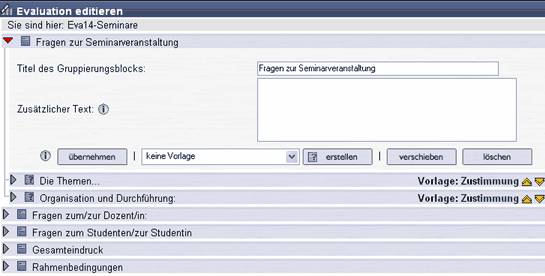 Evaluation editieren
Sie sind hier: Eva14-Seminare
Fragen zur Seminarveranstaltung
Titel des Gruppierungsblocks: Fragen zur Seminarveranstaltung
Zusätzlicher Text:
übernehmen | keine Vorlage erstellen | verschieben löschen
Die Themen... Vorlage: Zustimmung
Organisation und Durchführung: Vorlage: Zustimmung
Fragen zum/zur Dozent/in:
Fragen zum Studenten/zur Studentin
Gesamteindruck
Rahmenbedingungen